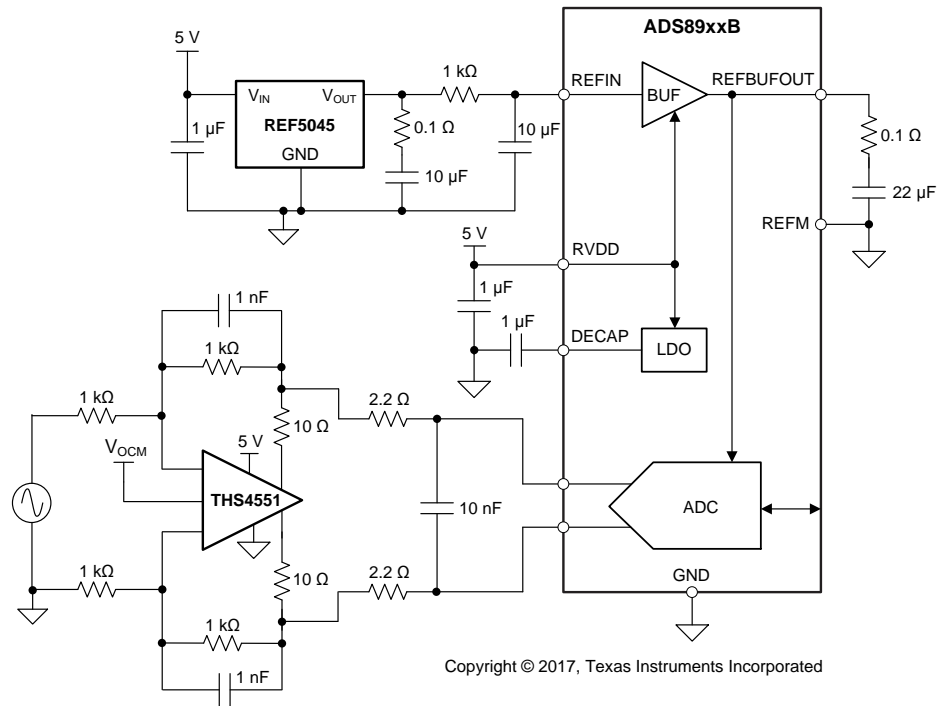 ADS89xxB
5 V
1 kΩ
REFIN
REFBUFOUT
VIN
VOUT
BUF
REF5045
1 µF
0.1 Ω
10 µF
0.1 Ω
GND
10 µF
22 µF
REFM
5 V
RVDD
1 nF
1 µF
1 µF
DECAP
LDO
1 kΩ
1 kΩ
2.2 Ω
10 Ω
VOCM
5 V
THS4551
10 nF
ADC
1 kΩ
10 Ω
2.2 Ω
GND
1 kΩ
1 nF
Copyright © 2017, Texas Instruments Incorporated